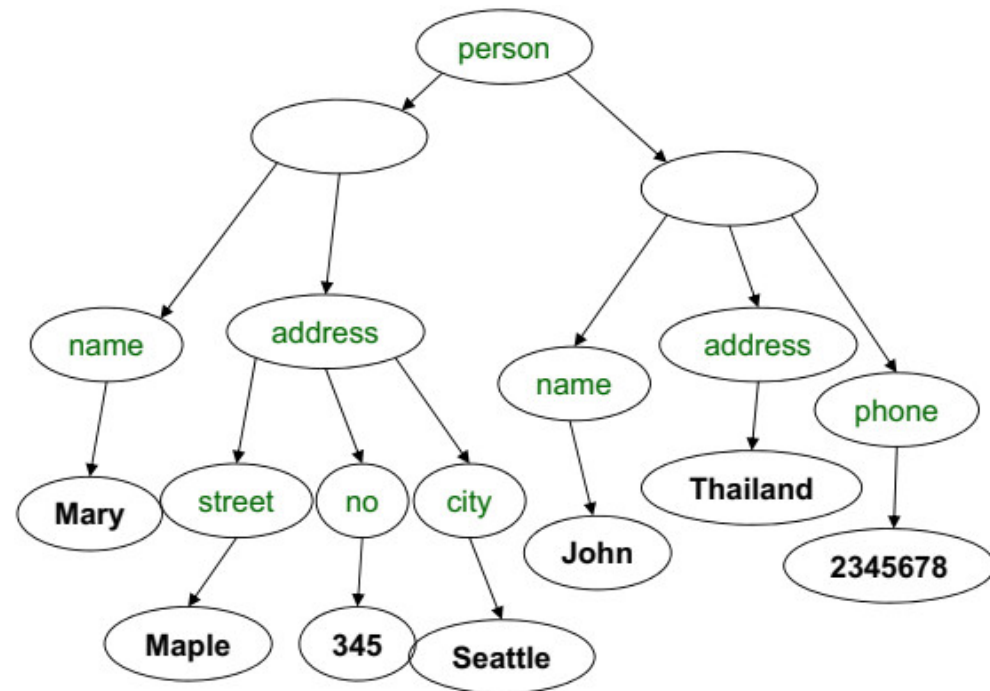 person
name
address
name
address
phone
Mary
street
no
city
John
Thailand
2345678
Maple
345
Seattle